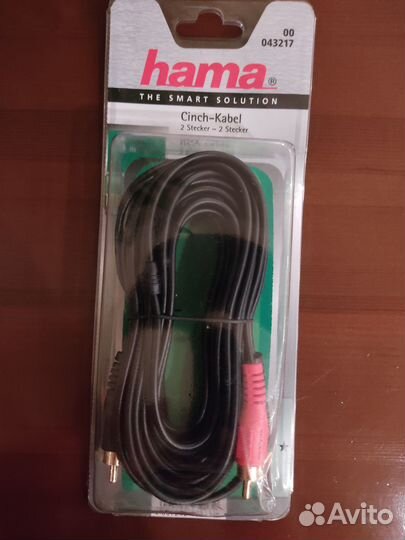 00
043217
hama®
THE SMART SOLUTION
Cinch-Kabel
2 Stecker – 2 Stecker
Avito